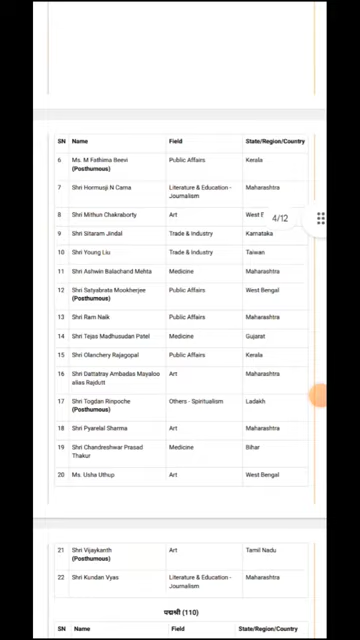 SN Name Field State/Region/Country
6 Ms. M Fathima Beevi Public Affairs Kerala
(Posthumous)
7 Shri Hormusji N Cama Literature & Education - Maharashtra
Journalism
8 Shri Mithun Chakraborty Art West B
4/12
9 Shri Sitaram Jindal Trade & Industry Karnataka
10 Shri Young Liu Trade & Industry Taiwan
11 Shri Ashwin Balachand Mehta Medicine Maharashtra
12 Shri Satyabrata Mookherjee Public Affairs West Bengal
(Posthumous)
13 Shri Ram Naik Public Affairs Maharashtra
14 Shri Tejas Madhusudan Patel Medicine Gujarat
15 Shri Olanchery Rajagopal Public Affairs Kerala
16 Shri Dattatray Ambadas Mayaloo Art Maharashtra
alias Rajdutt
17 Shri Togdan Rinpoche Others - Spiritualism Ladakh
(Posthumous)
18 Shri Pyarelal Sharma Art Maharashtra
19 Shri Chandreshwar Prasad Medicine Bihar
Thakur
20 Ms. Usha Uthup Art West Bengal
21 Shri Vijaykanth Art Tamil Nadu
(Posthumous)
22 Shri Kundan Vyas Literature & Education - Maharashtra
Journalism
पद्मश्री (110)
SN Name Field State/Region/Country